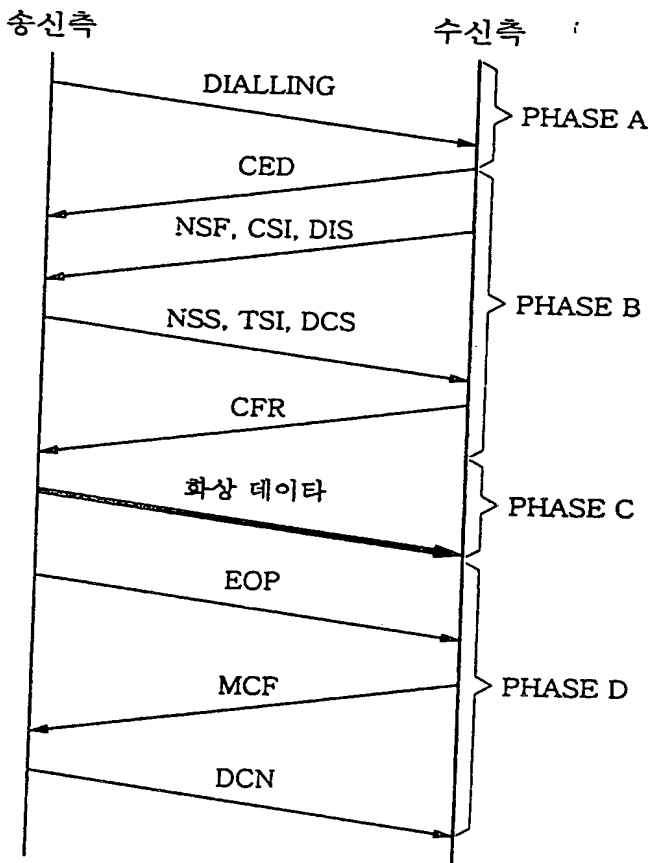 송신측
수신측
DIALLING
PHASE A
CED
NSF, CSI, DIS
PHASE B
NSS, TSI, DCS
CFR
화상 데이타
PHASE C
EOP
MCF
PHASE D
DCN